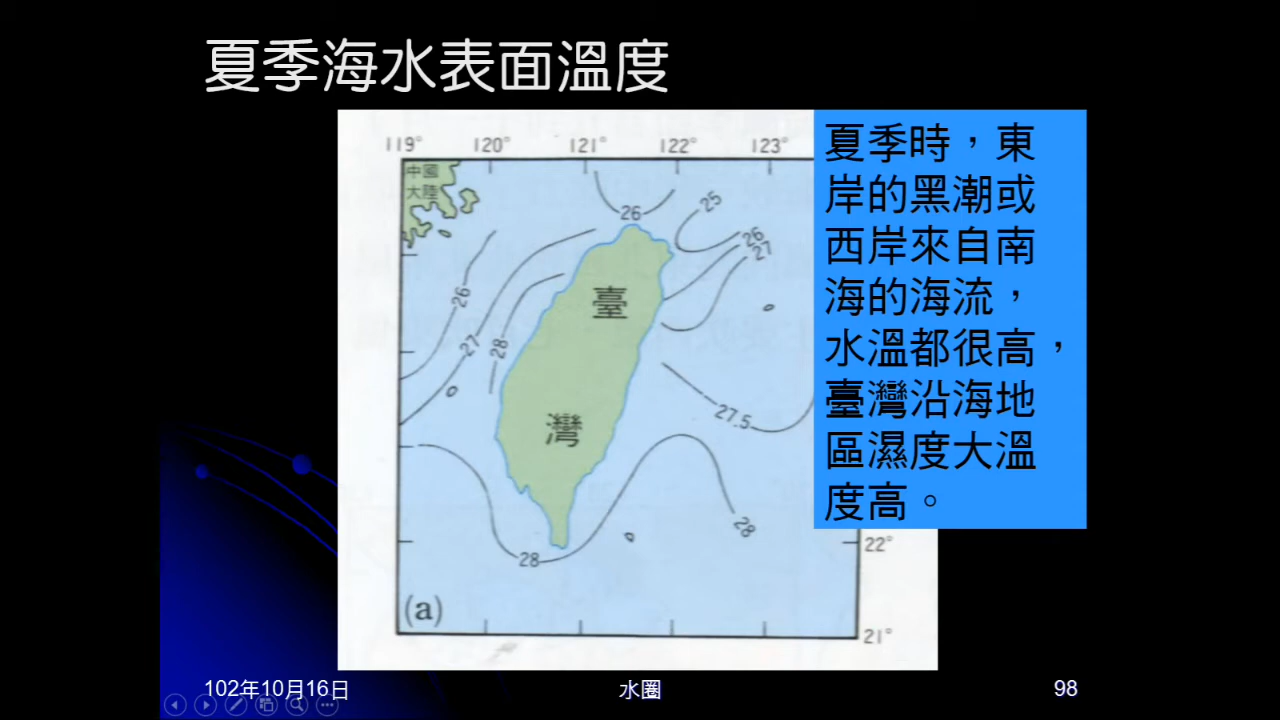 夏季海水表面溫度
119° 120° 121° 122° 123°
中國
大陸
26
25
26
27
26
27
28
臺
灣
27.5
28
28
22°
21°
(a)
夏季時，東
岸的黑潮或
西岸來自南
海的海流，
水溫都很高，
臺灣沿海地
區濕度大溫
度高。
102年10月16日
水圈
98